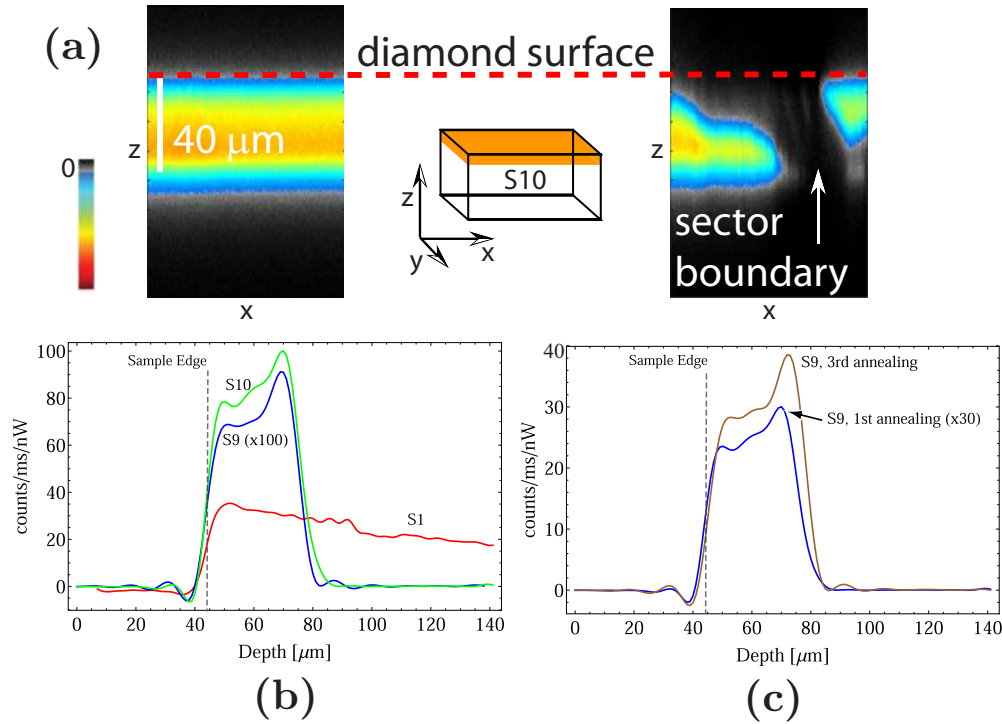 (a)
diamond surface
0
z
40 μm
x
S10
z
y
x
z
sector
boundary
x
100
80
60
40
20
0
counts/ms/nW
Sample Edge
S10
S9 (x100)
S1
0 20 40 60 80 100 120 140
Depth [μm]
(b)
40
30
20
10
0
counts/ms/nW
Sample Edge
S9, 3rd annealing
S9, 1st annealing (x30)
0 20 40 60 80 100 120 140
Depth [μm]
(c)